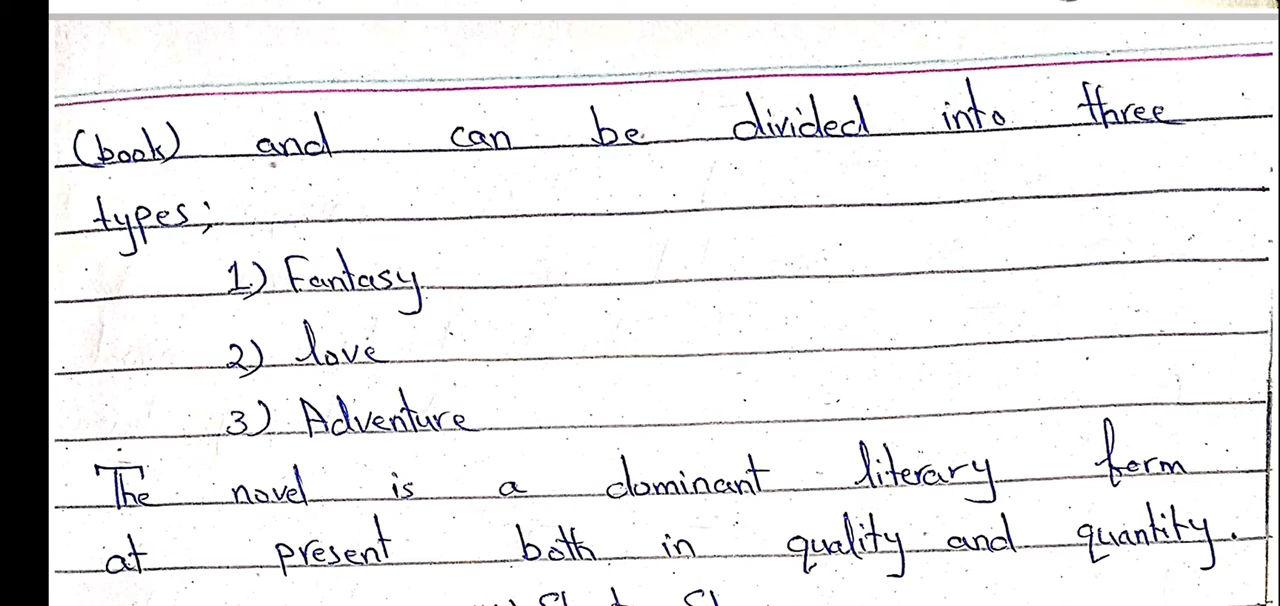 (book) and can be divided into three
types;
1) Fantasy
2) love
3) Adventure
The novel is a dominant literary form
at present both in quality and quantity.